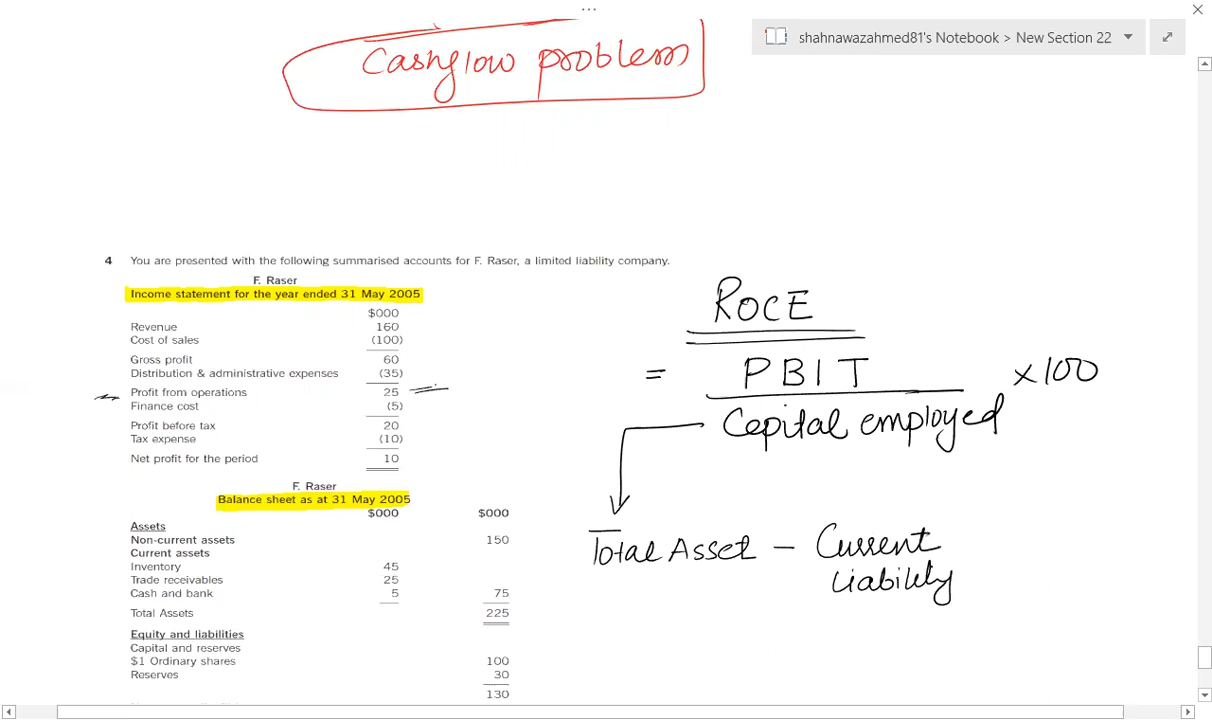 shahnawazahmed81's Notebook > New Section 22
Cashflow problems
4 You are presented with the following summarised accounts for F. Raser, a limited liability company.
F. Raser
Income statement for the year ended 31 May 2005
$000
Revenue 160
Cost of sales (100)
Gross profit 60
Distribution & administrative expenses (35)
Profit from operations 25
Finance cost (5)
Profit before tax 20
Tax expense (10)
Net profit for the period 10
F. Raser
Balance sheet as at 31 May 2005
$000 $000
Assets
Non-current assets 150
Current assets
Inventory 45
Trade receivables 25
Cash and bank 5 75
Total Assets 225
Equity and liabilities
Capital and reserves
$1 Ordinary shares 100
Reserves 30
130
ROCE
= PBIT ×100
Capital employed
Total Asset - Current
liability